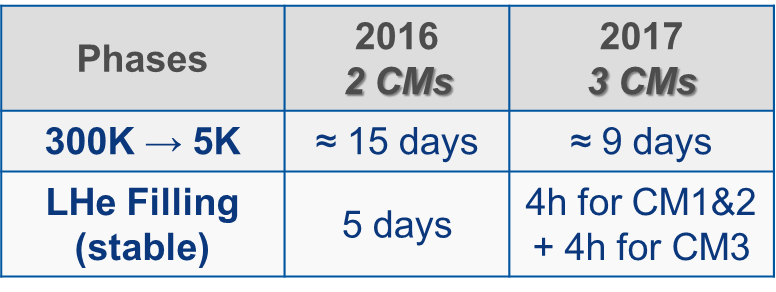 Phases
2016
2 CMs
2017
3 CMs
300K → 5K
≈ 15 days
≈ 9 days
LHe Filling
(stable)
5 days
4h for CM1&2
+ 4h for CM3